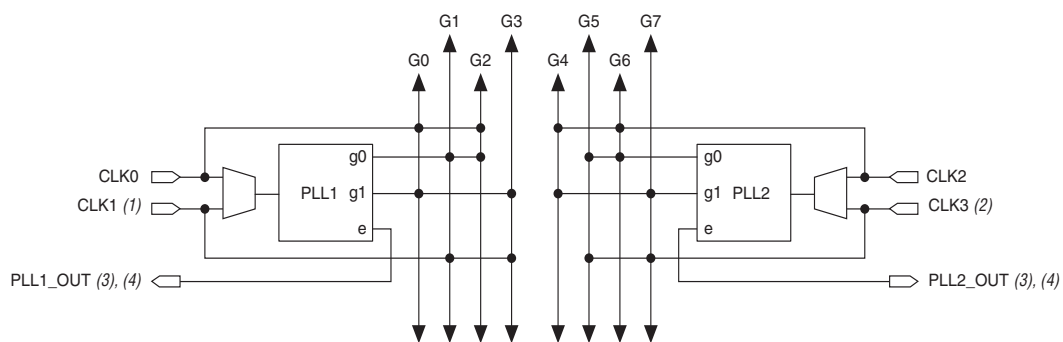 G1 G3 G5 G7
G0 G2 G4 G6
g0 g0
CLK0 CLK2
PLL1 g1 g1 PLL2
CLK1 (1) CLK3 (2)
e e
PLL1_OUT (3), (4) PLL2_OUT (3), (4)